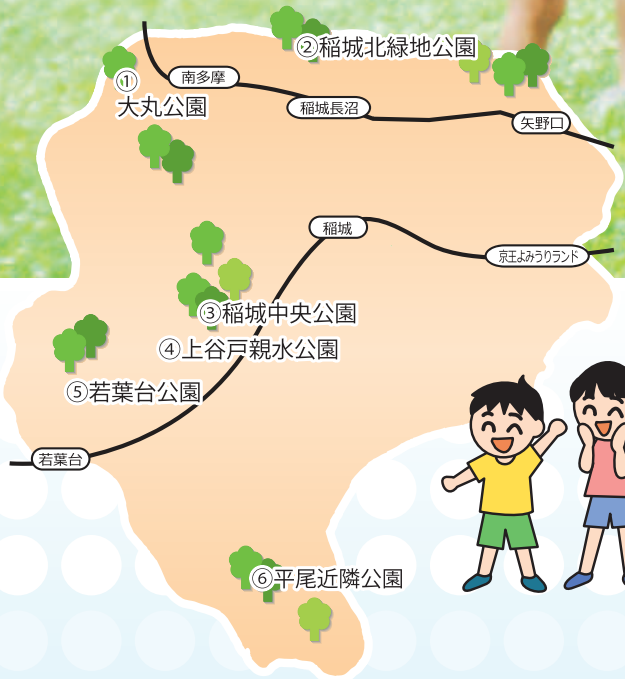 ②稲城北緑地公園
①
大丸公園
南多摩
稲城長沼
矢野口
稲城
京王よみうりランド
③稲城中央公園
④上谷戸親水公園
⑤若葉台公園
若葉台
⑥平尾近隣公園